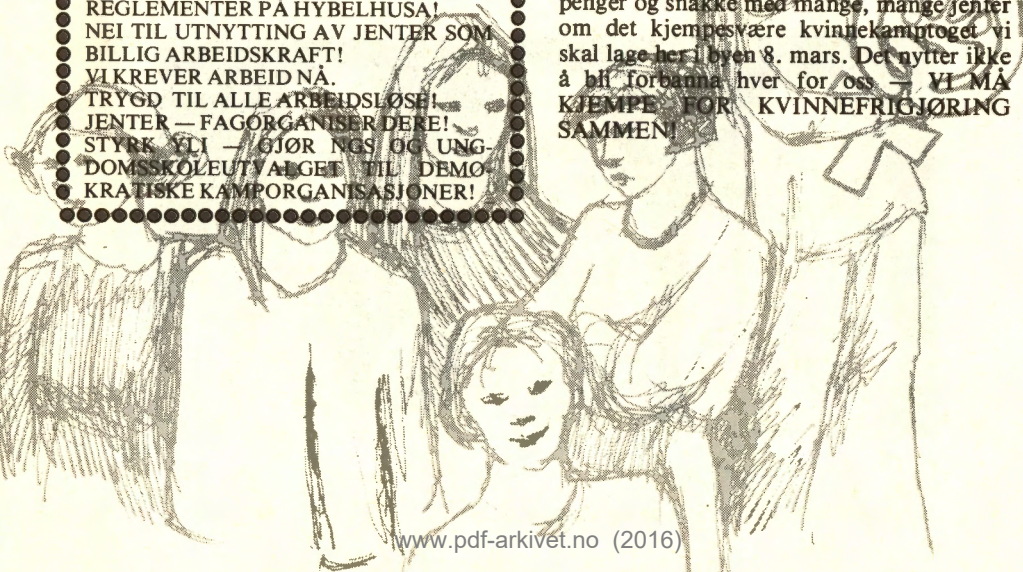 REGLEMENTER PÅ HYBELHUSA!
NEI TIL UTNYTTING AV JENTER SOM
BILLIG ARBEIDSKRAFT!
VI KREVER ARBEID NÅ.
TRYGD TIL ALLE ARBEIDSLØSE!
JENTER — FAGORGANISER DERE!
STYRK YLI — GJØR NGS OG UNG-
DOMSSKOLEUTVALGET TIL DEMO-
KRATISKE KAMPORGANISASJONER!
penger og snakke med mange, mange jenter
om det kjempesvære kvinnekamptoget vi
skal lage her i byen 8. mars. Det nytter ikke
å bli forbanna hver for oss — VI MÅ
KJEMPE FOR KVINNEFRIGJØRING
SAMMEN!
www.pdf-arkivet.no (2016)